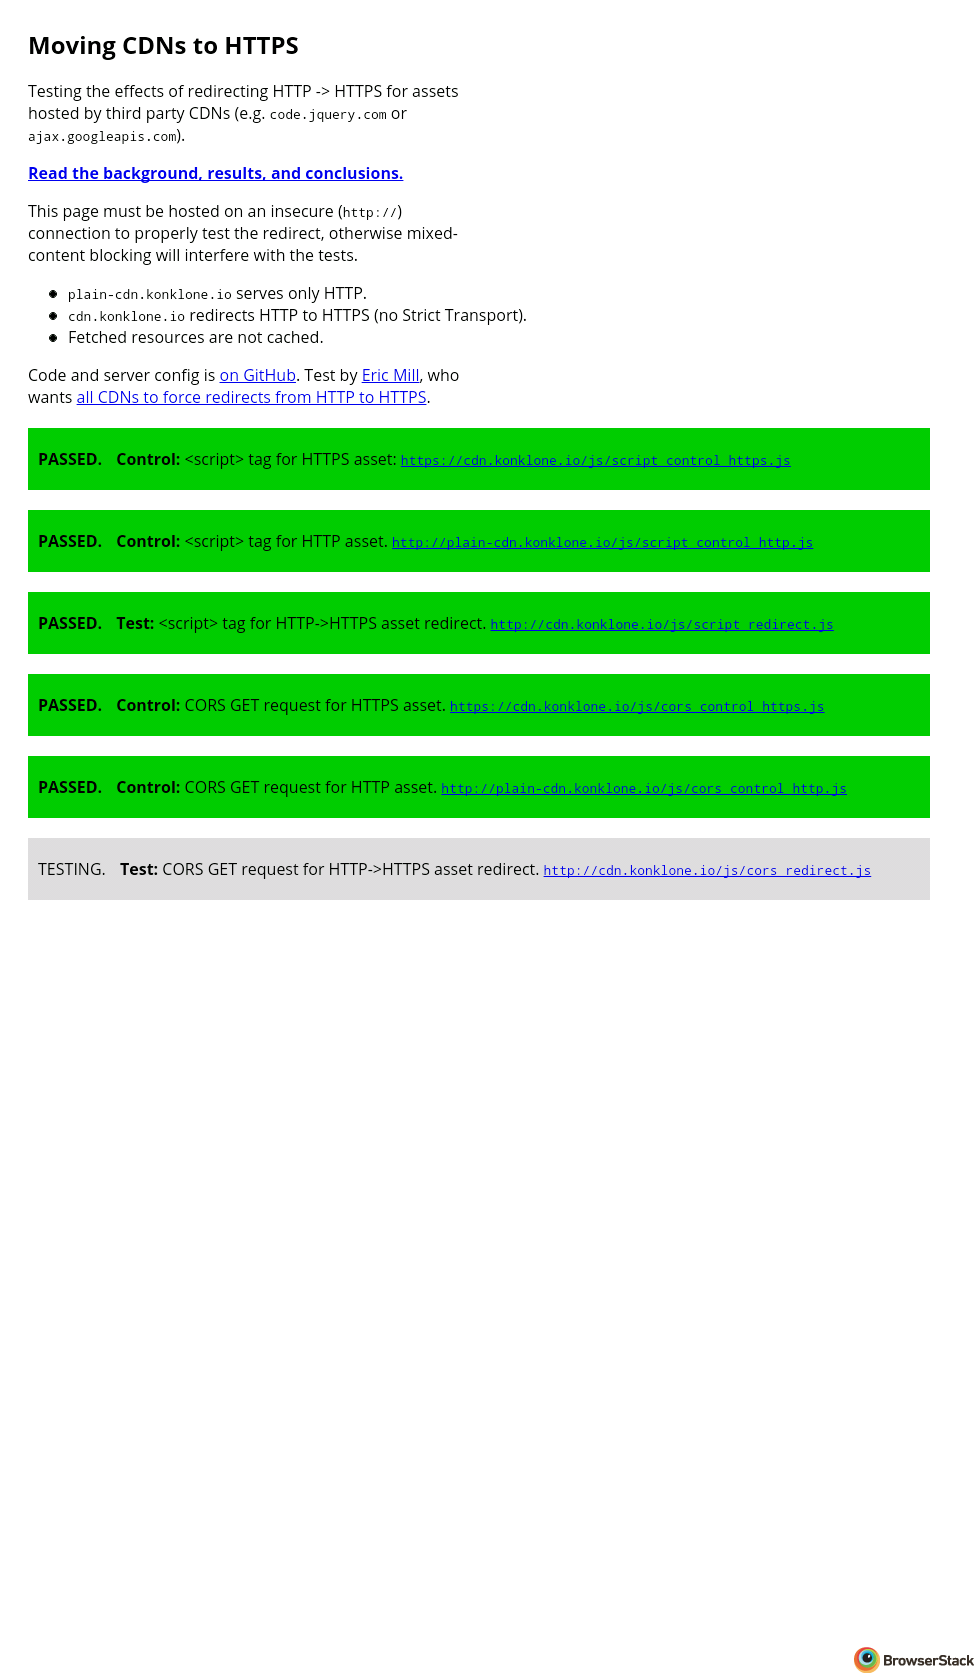 Moving CDNs to HTTPS
Testing the effects of redirecting HTTP -> HTTPS for assets
hosted by third party CDNs (e.g. code.jquery.com or
ajax.googleapis.com).
Read the background, results, and conclusions.
This page must be hosted on an insecure (http://)
connection to properly test the redirect, otherwise mixed-
content blocking will interfere with the tests.
plain-cdn.konklone.io serves only HTTP.
cdn.konklone.io redirects HTTP to HTTPS (no Strict Transport).
Fetched resources are not cached.
Code and server config is on GitHub. Test by Eric Mill, who
wants all CDNs to force redirects from HTTP to HTTPS.
PASSED. Control: <script> tag for HTTPS asset: https://cdn.konklone.io/js/script_control_https.js
PASSED. Control: <script> tag for HTTP asset. http://plain-cdn.konklone.io/js/script_control_http.js
PASSED. Test: <script> tag for HTTP->HTTPS asset redirect. http://cdn.konklone.io/js/script_redirect.js
PASSED. Control: CORS GET request for HTTPS asset. https://cdn.konklone.io/js/cors_control_https.js
PASSED. Control: CORS GET request for HTTP asset. http://plain-cdn.konklone.io/js/cors_control_http.js
TESTING. Test: CORS GET request for HTTP->HTTPS asset redirect. http://cdn.konklone.io/js/cors_redirect.js
BrowserStack